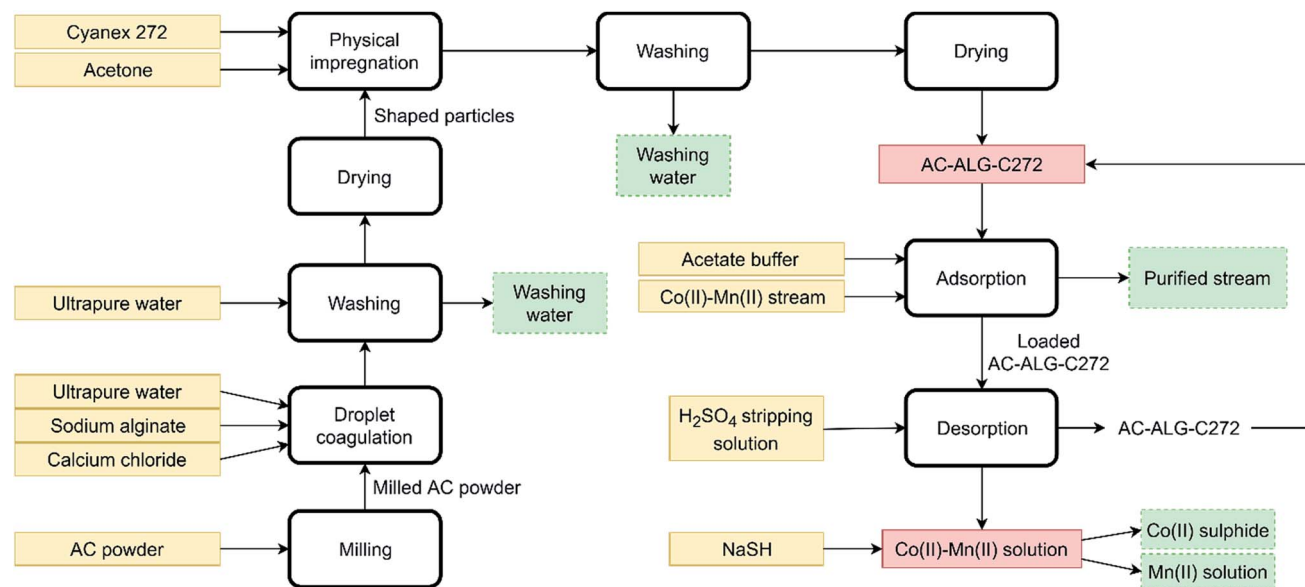 Cyanex 272
Acetone
Physical
impregnation
Washing
Drying
Shaped particles
Washing
water
AC-ALG-C272
Drying
Acetate buffer
Co(II)-Mn(II) stream
Adsorption
Purified stream
Ultrapure water
Washing
Washing
water
Loaded
AC-ALG-C272
Ultrapure water
Sodium alginate
Calcium chloride
Droplet
coagulation
H₂SO₄ stripping
solution
Desorption
AC-ALG-C272
Milled AC powder
AC powder
Milling
NaSH
Co(II)-Mn(II) solution
Co(II) sulphide
Mn(II) solution